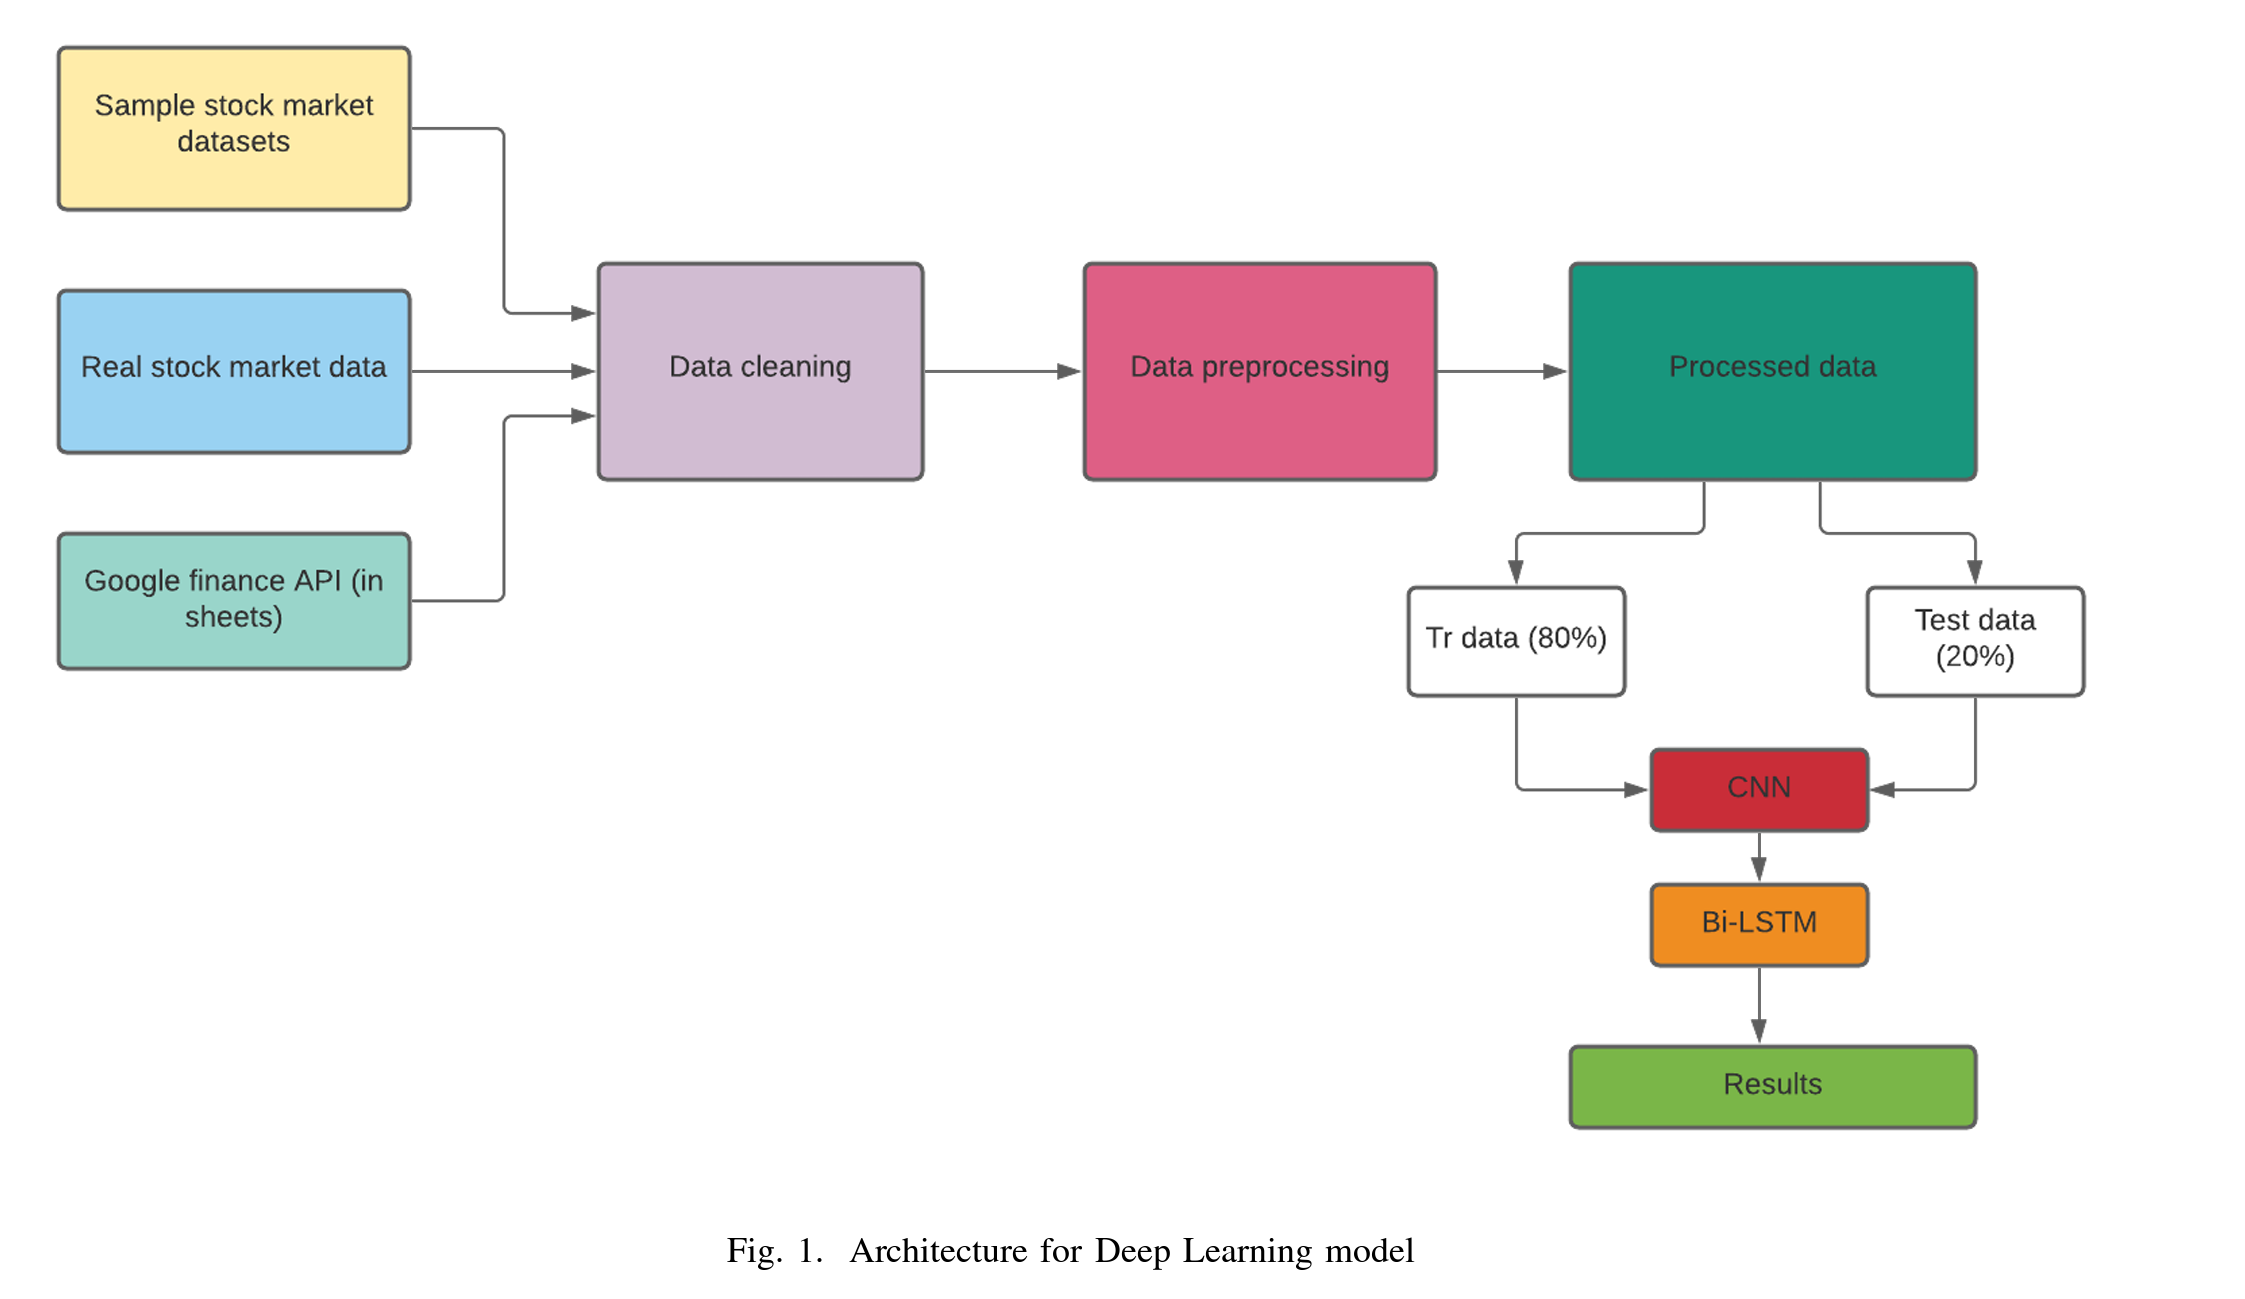 Sample stock market
datasets
Real stock market data
Google finance API (in
sheets)
Data cleaning
Data preprocessing
Processed data
Tr data (80%)
Test data
(20%)
CNN
Bi-LSTM
Results
Fig. 1. Architecture for Deep Learning model